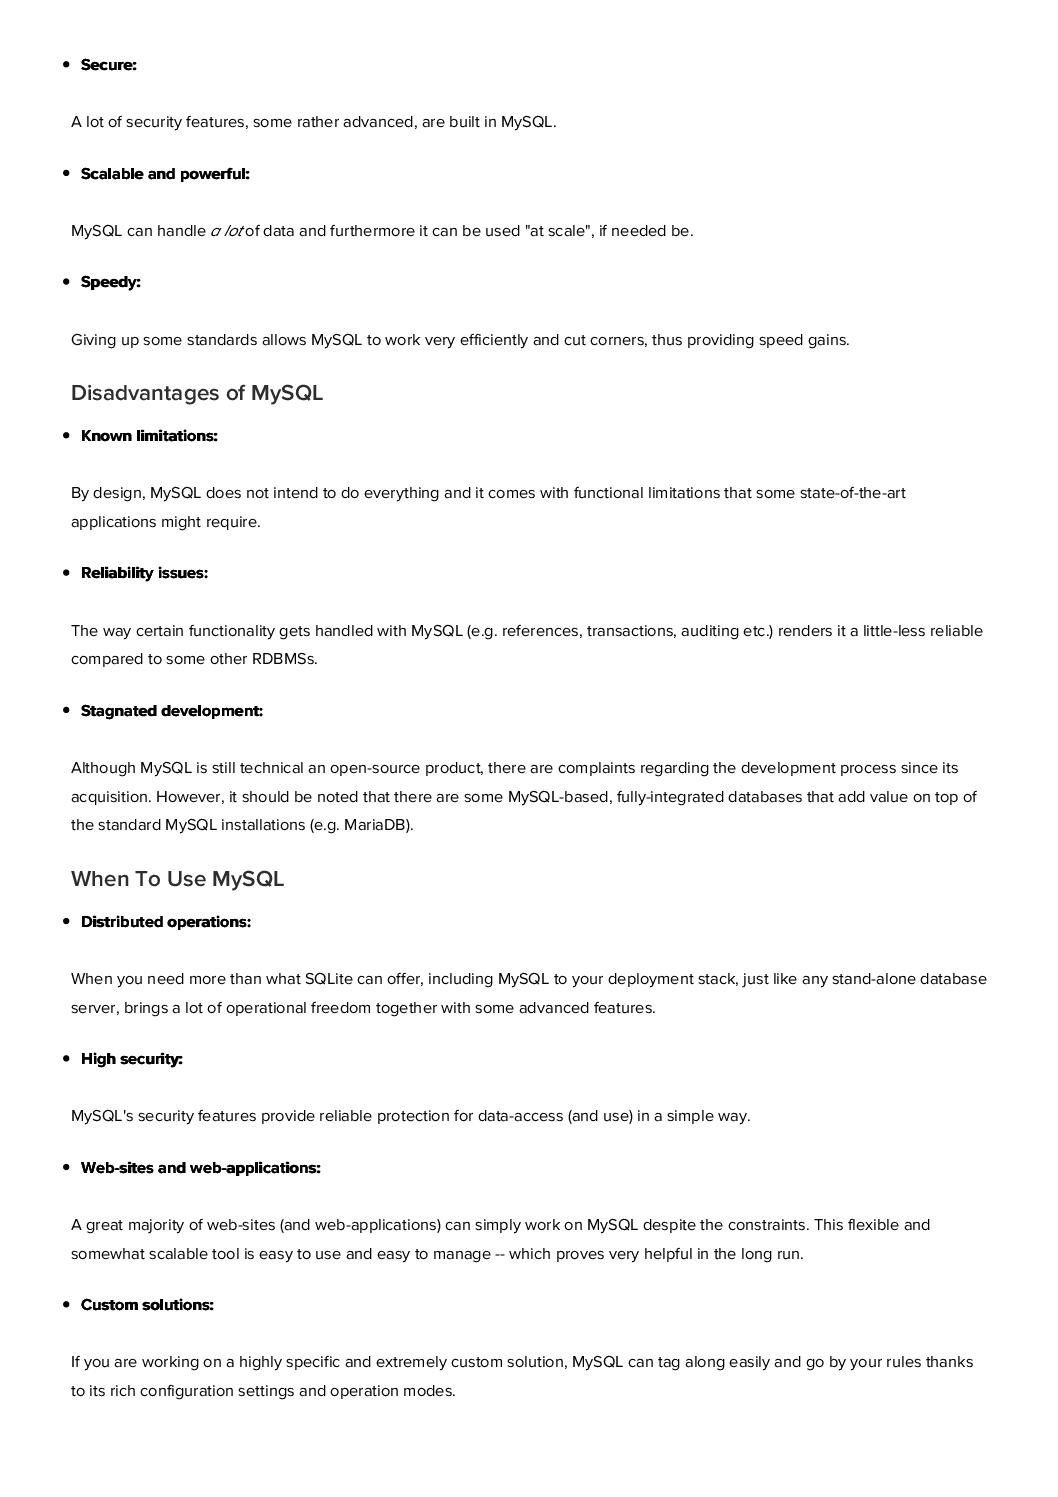 • Secure:
A lot of security features, some rather advanced, are built in MySQL.
• Scalable and powerful:
MySQL can handle a lot of data and furthermore it can be used "at scale", if needed be.
• Speedy:
Giving up some standards allows MySQL to work very efficiently and cut corners, thus providing speed gains.
Disadvantages of MySQL
• Known limitations:
By design, MySQL does not intend to do everything and it comes with functional limitations that some state-of-the-art
applications might require.
• Reliability issues:
The way certain functionality gets handled with MySQL (e.g. references, transactions, auditing etc.) renders it a little-less reliable
compared to some other RDBMSs.
• Stagnated development:
Although MySQL is still technical an open-source product, there are complaints regarding the development process since its
acquisition. However, it should be noted that there are some MySQL-based, fully-integrated databases that add value on top of
the standard MySQL installations (e.g. MariaDB).
When To Use MySQL
• Distributed operations:
When you need more than what SQLite can offer, including MySQL to your deployment stack, just like any stand-alone database
server, brings a lot of operational freedom together with some advanced features.
• High security:
MySQL's security features provide reliable protection for data-access (and use) in a simple way.
• Web-sites and web-applications:
A great majority of web-sites (and web-applications) can simply work on MySQL despite the constraints. This flexible and
somewhat scalable tool is easy to use and easy to manage -- which proves very helpful in the long run.
• Custom solutions:
If you are working on a highly specific and extremely custom solution, MySQL can tag along easily and go by your rules thanks
to its rich configuration settings and operation modes.